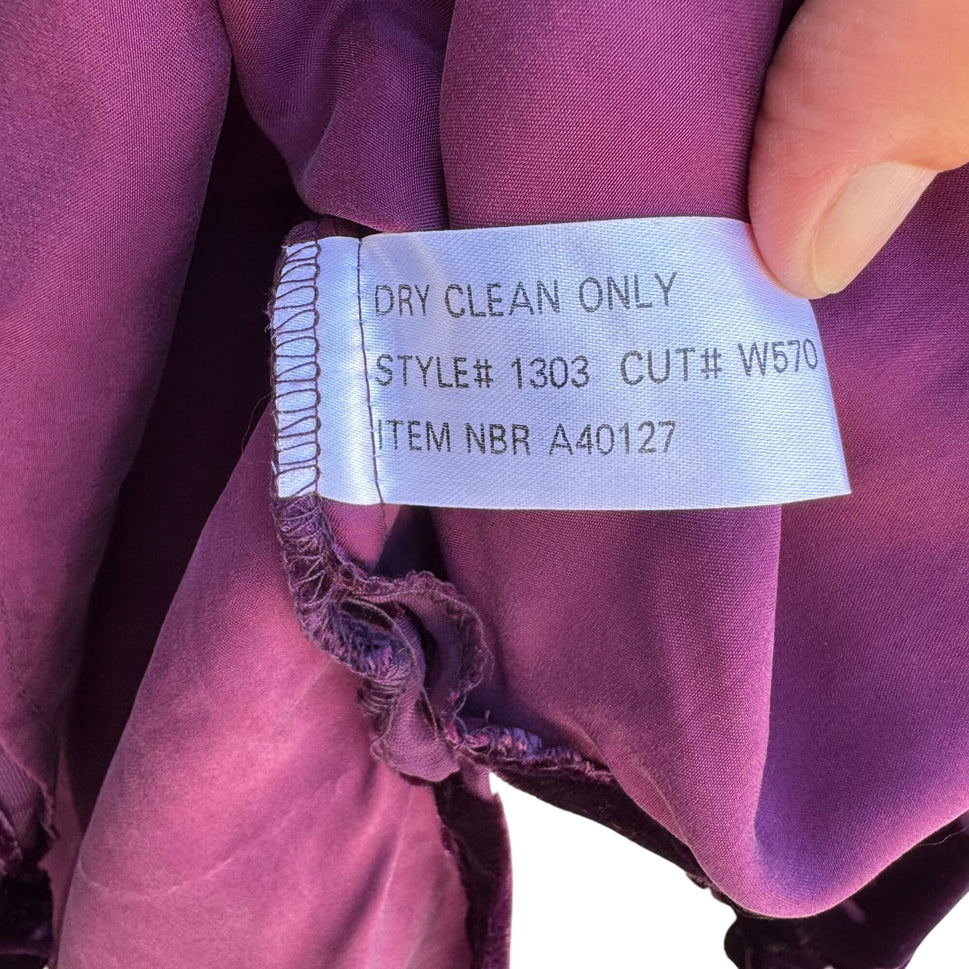 DRY CLEAN ONLY
STYLE# 1303 CUT# W570
ITEM NBR A40127